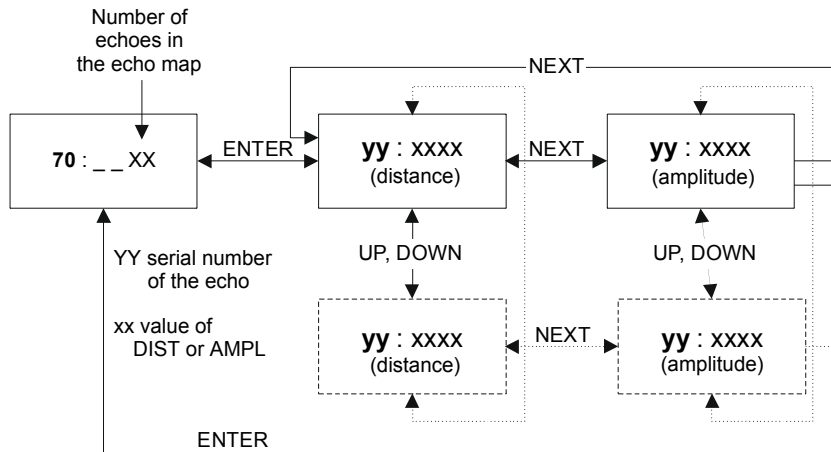 Number of
echoes in
the echo map
NEXT
70 : _ _ XX
ENTER
yy : xxxx
(distance)
NEXT
yy : xxxx
(amplitude)
YY serial number
of the echo
UP, DOWN
UP, DOWN
xx value of
DIST or AMPL
yy : xxxx
(distance)
NEXT
yy : xxxx
(amplitude)
ENTER